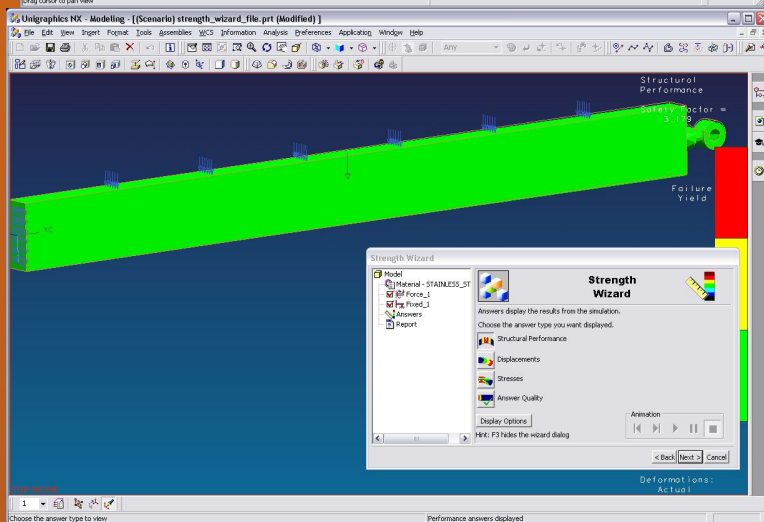 Drag cursor to pan view
Unigraphics NX - Modeling - [(Scenario) strength_wizard_file.prt (Modified) ]
File Edit View Insert Format Tools Assemblies WCS Information Analysis Preferences Application Window Help
Any
Structural
Performance
Safety Factor =
3.179
Failure
Yield
XC
Strength Wizard
Model
Material - STAINLESS_ST
Force_1
Fixed_1
Answers
Report
Strength
Wizard
Answers display the results from the simulation.
Choose the answer type you want displayed.
Structural Performance
Displacements
Stresses
Answer Quality
Display Options
Animation
Hint: F3 hides the wizard dialog
< Back Next > Cancel
Deformations:
Actual
1
Choose the answer type to view
Performance answers displayed